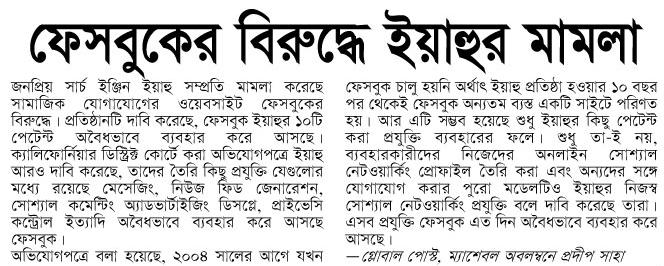 ফেসবুকের বিরুদ্ধে ইয়াহুর মামলা
জনপ্রিয় সার্চ ইঞ্জিন ইয়াহু সম্প্রতি মামলা করেছে
সামাজিক যোগাযোগের ওয়েবসাইট ফেসবুকের
বিরুদ্ধে। প্রতিষ্ঠানটি দাবি করেছে, ফেসবুক ইয়াহুর ১০টি
পেটেন্ট অবৈধভাবে ব্যবহার করে আসছে।
ক্যালিফোর্নিয়ার ডিস্ট্রিক্ট কোর্টে করা অভিযোগপত্রে ইয়াহু
আরও দাবি করেছে, তাদের তৈরি কিছু প্রযুক্তি যেগুলোর
মধ্যে রয়েছে মেসেজিং, নিউজ ফিড জেনারেশন,
সোশ্যাল কমেন্টিং অ্যাডভার্টাইজিং ডিসপ্লে, প্রাইভেসি
কন্ট্রোল ইত্যাদি অবৈধভাবে ব্যবহার করে আসছে
ফেসবুক।
অভিযোগপত্রে বলা হয়েছে, ২০০৪ সালের আগে যখন
ফেসবুক চালু হয়নি অর্থাৎ ইয়াহু প্রতিষ্ঠা হওয়ার ১০ বছর
পর থেকেই ফেসবুক অন্যতম ব্যস্ত একটি সাইটে পরিণত
হয়। আর এটি সম্ভব হয়েছে শুধু ইয়াহুর কিছু পেটেন্ট
করা প্রযুক্তি ব্যবহারের ফলে। শুধু তা-ই নয়,
ব্যবহারকারীদের নিজেদের অনলাইন সোশ্যাল
নেটওয়ার্কিং প্রোফাইল তৈরি করা এবং অন্যদের সঙ্গে
যোগাযোগ করার পুরো মডেলটিও ইয়াহুর নিজস্ব
সোশ্যাল নেটওয়ার্কিং প্রযুক্তি বলে দাবি করেছে তারা।
এসব প্রযুক্তি ফেসবুক এত দিন অবৈধভাবে ব্যবহার করে
আসছে।
—গ্লোবাল পোস্ট, ম্যাশেবল অবলম্বনে প্রদীপ সাহা